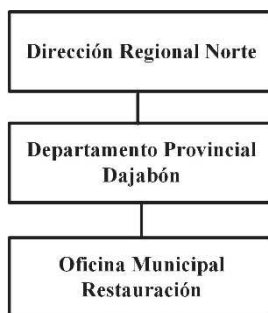 Dirección Regional Norte
Departamento Provincial
Dajabón
Oficina Municipal
Restauración